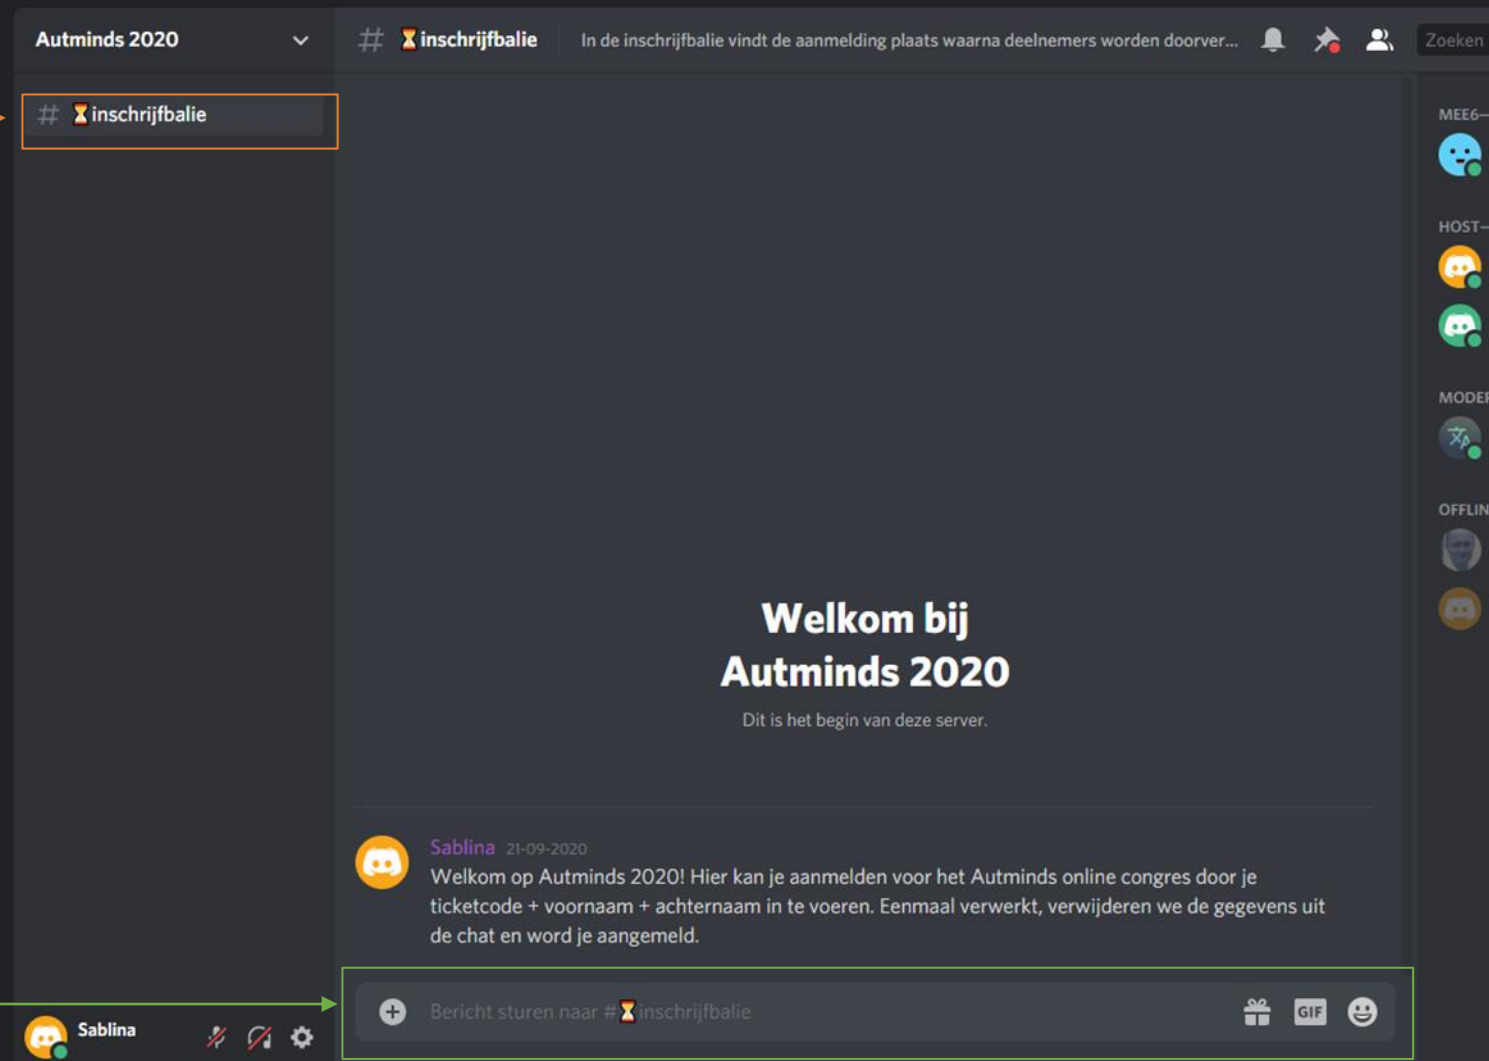 Autminds 2020
# ⏳inschrijfbalie
# ⏳inschrijfbalie
In de inschrijfbalie vindt de aanmelding plaats waarna deelnemers worden doorver...
Zoeken
MEE6—
HOST—
MODER
OFFLIN
Welkom bij
Autminds 2020
Dit is het begin van deze server.
Sablina 21-09-2020
Welkom op Autminds 2020! Hier kan je aanmelden voor het Autminds online congres door je
ticketcode + voornaam + achternaam in te voeren. Eenmaal verwerkt, verwijderen we de gegevens uit
de chat en word je aangemeld.
Bericht sturen naar #⏳inschrijfbalie
GIF
Sablina